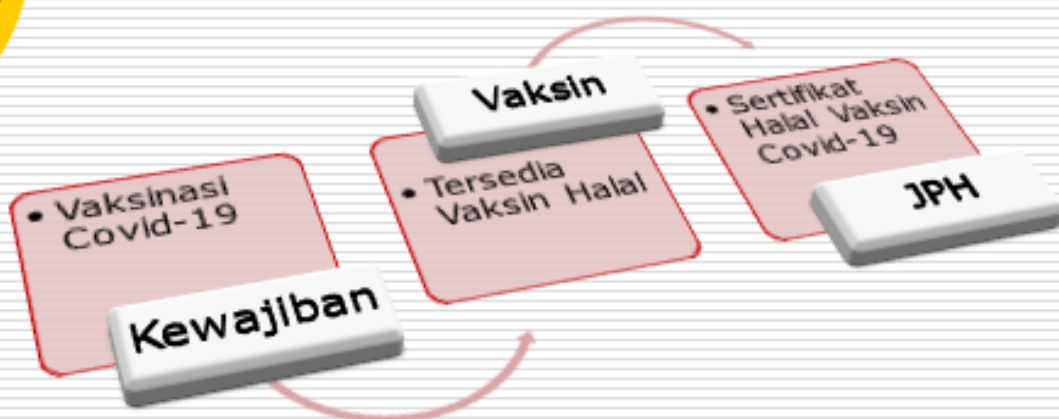 • Vaksinasi
Covid-19
Kewajiban
Vaksin
• Tersedia
Vaksin Halal
• Sertifikat
Halal Vaksin
Covid-19
JPH